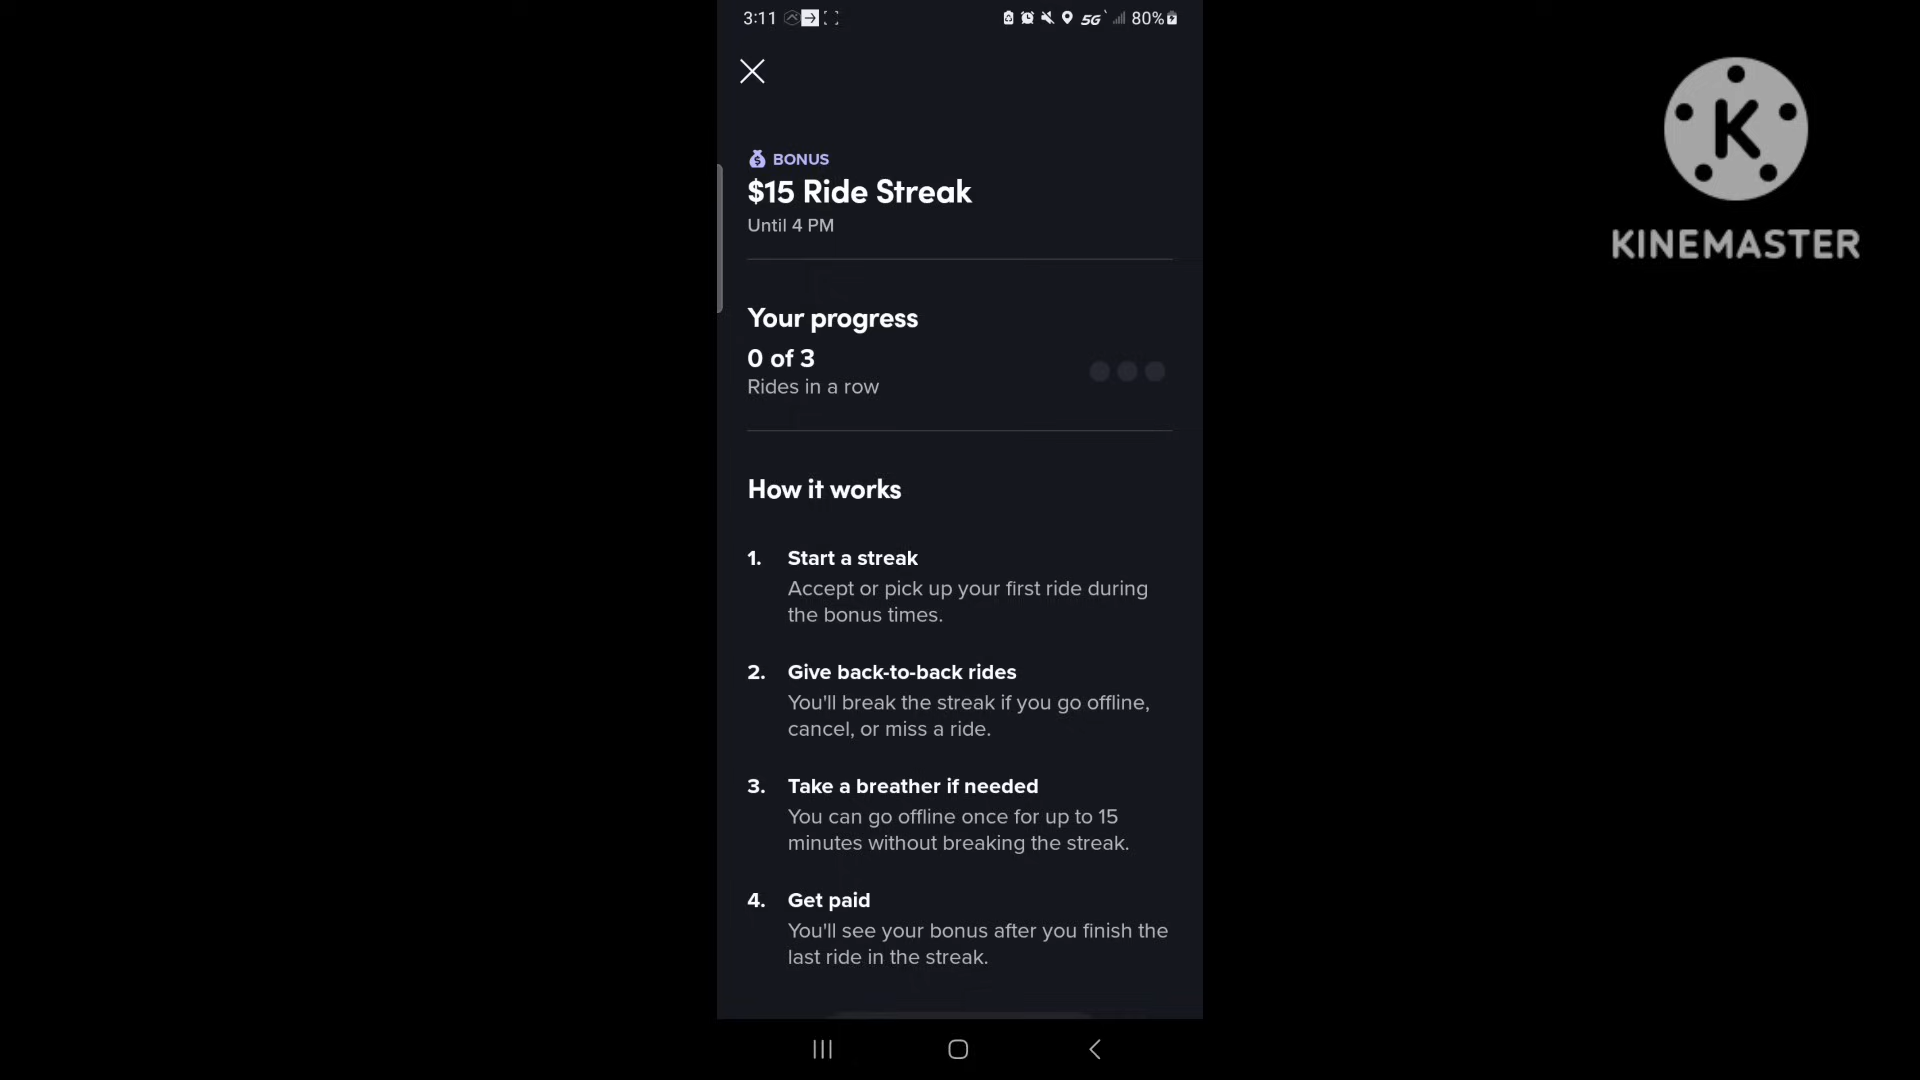 3:11
5G
80%
BONUS
$15 Ride Streak
Until 4 PM
Your progress
0 of 3
Rides in a row
How it works
1. Start a streak
Accept or pick up your first ride during
the bonus times.
2. Give back-to-back rides
You'll break the streak if you go offline,
cancel, or miss a ride.
3. Take a breather if needed
You can go offline once for up to 15
minutes without breaking the streak.
4. Get paid
You'll see your bonus after you finish the
last ride in the streak.
K
KINEMASTER